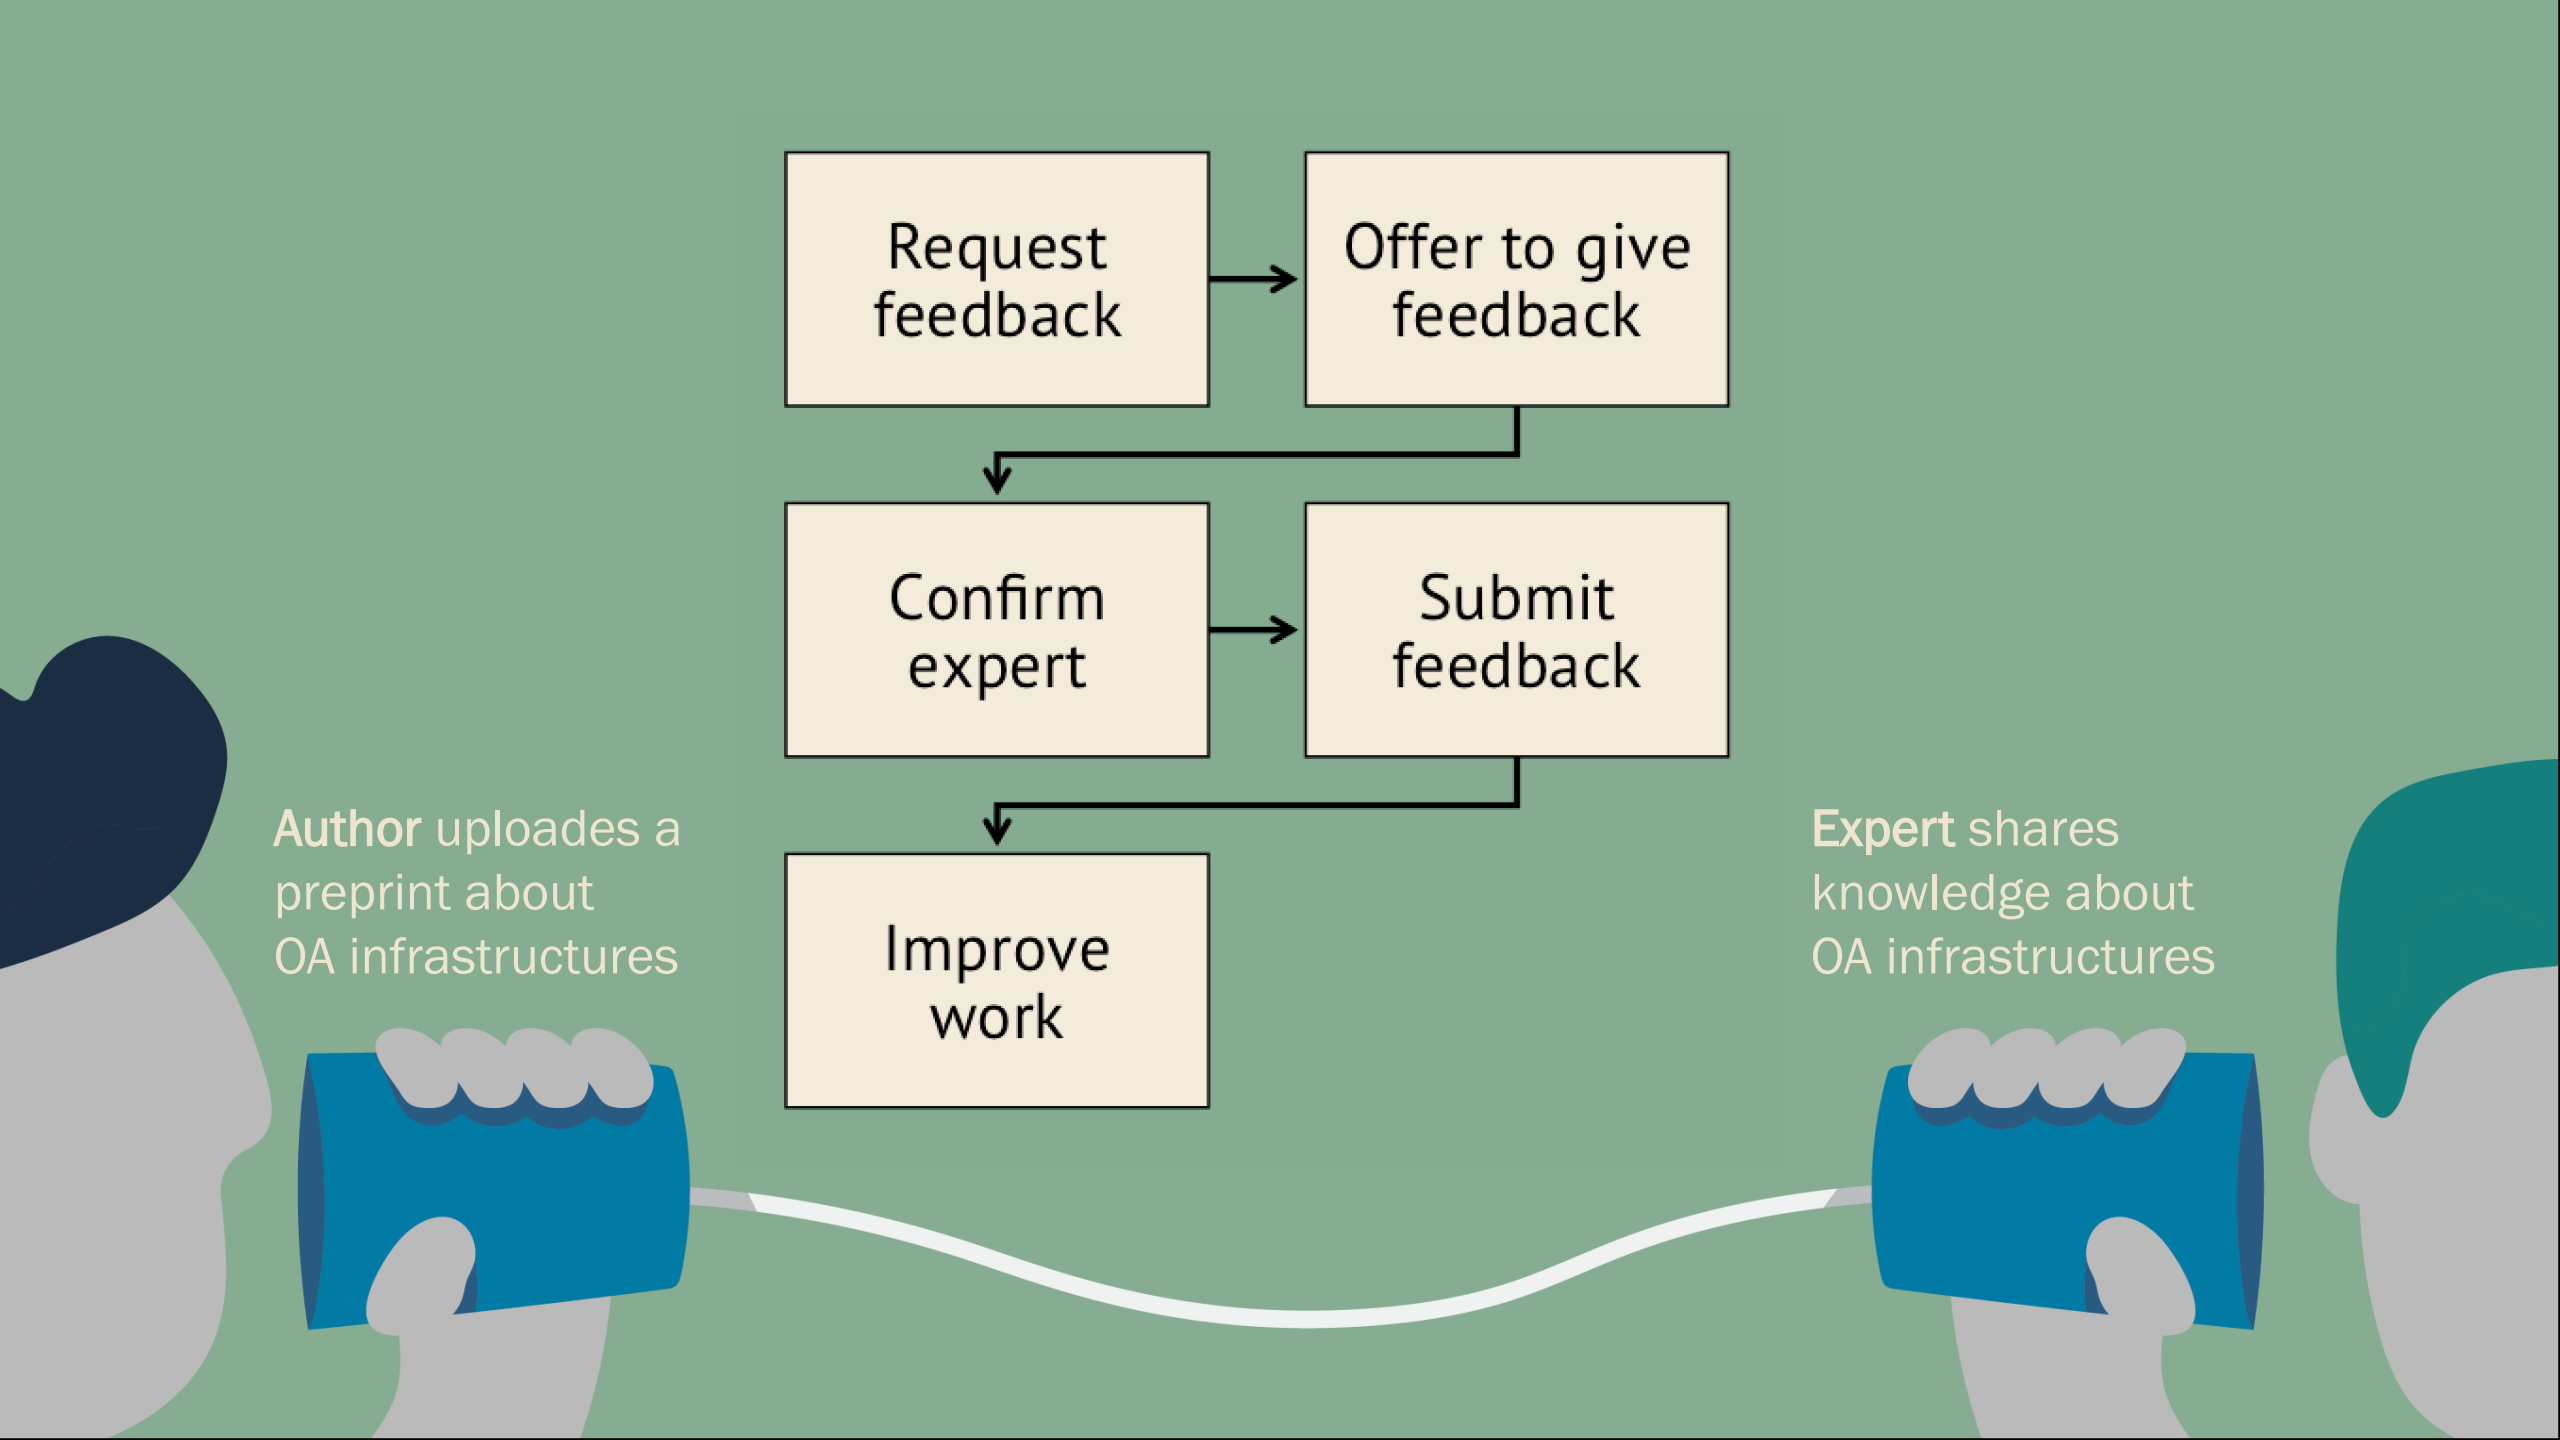 Request
feedback
Offer to give
feedback
Confirm
expert
Submit
feedback
Improve
work
Author uploades a
preprint about
OA infrastructures
Expert shares
knowledge about
OA infrastructures